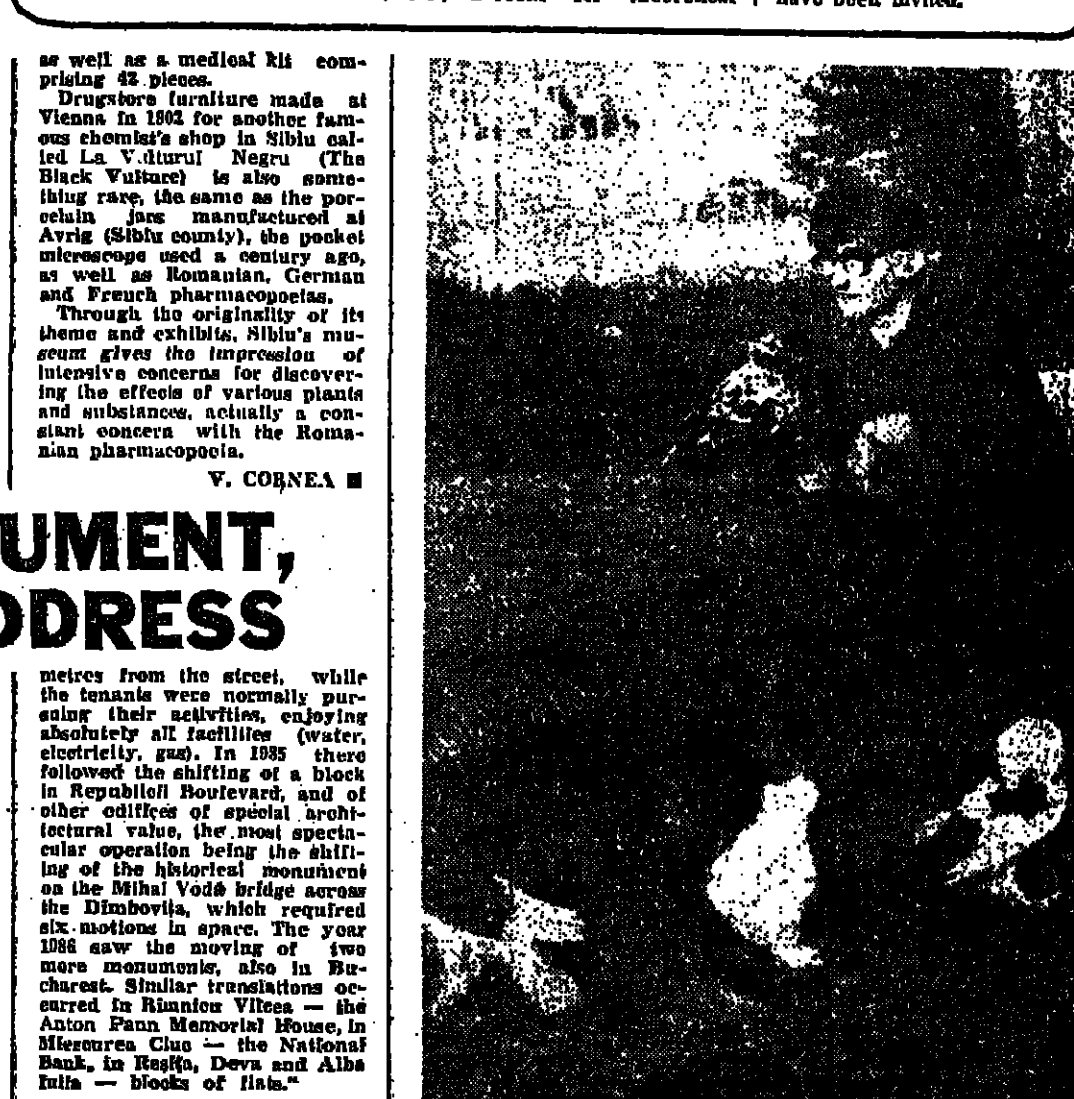 have been invited.
as well as a medical kit com-
prising 42 pieces.
Drugstore furniture made at
Vienna in 1902 for another fam-
ous chemist's shop in Sibiu cal-
led La Vulturul Negru (The
Black Vulture) is also some-
thing rare, the same as the por-
celain jars manufactured at
Avrig (Sibiu county), the pocket
microscope used a century ago,
as well as Romanian, German
and French pharmacopoeias.
Through the originality of its
theme and exhibits, Sibiu's mu-
seum gives the impression of
intensive concerns for discover-
ing the effects of various plants
and substances, actually a con-
stant concern with the Roma-
nian pharmacopoeia.
V. CORNEA
UMENT,
DDRESS
metres from the street, while
the tenants were normally pur-
suing their activities, enjoying
absolutely all facilities (water,
electricity, gas). In 1985 there
followed the shifting of a block
in Republicii Boulevard, and of
other edifices of special archi-
tectural value, the most specta-
cular operation being the shift-
ing of the historical monument
on the Mihai Vodă bridge across
the Dîmbovița, which required
six motions in space. The year
1986 saw the moving of two
more monuments, also in Bu-
charest. Similar translations oc-
curred in Rîmnicu Vîlcea — the
Anton Pann Memorial House, in
Miercurea Ciuc — the National
Bank, in Reșița, Deva and Alba
Iulia — blocks of flats."